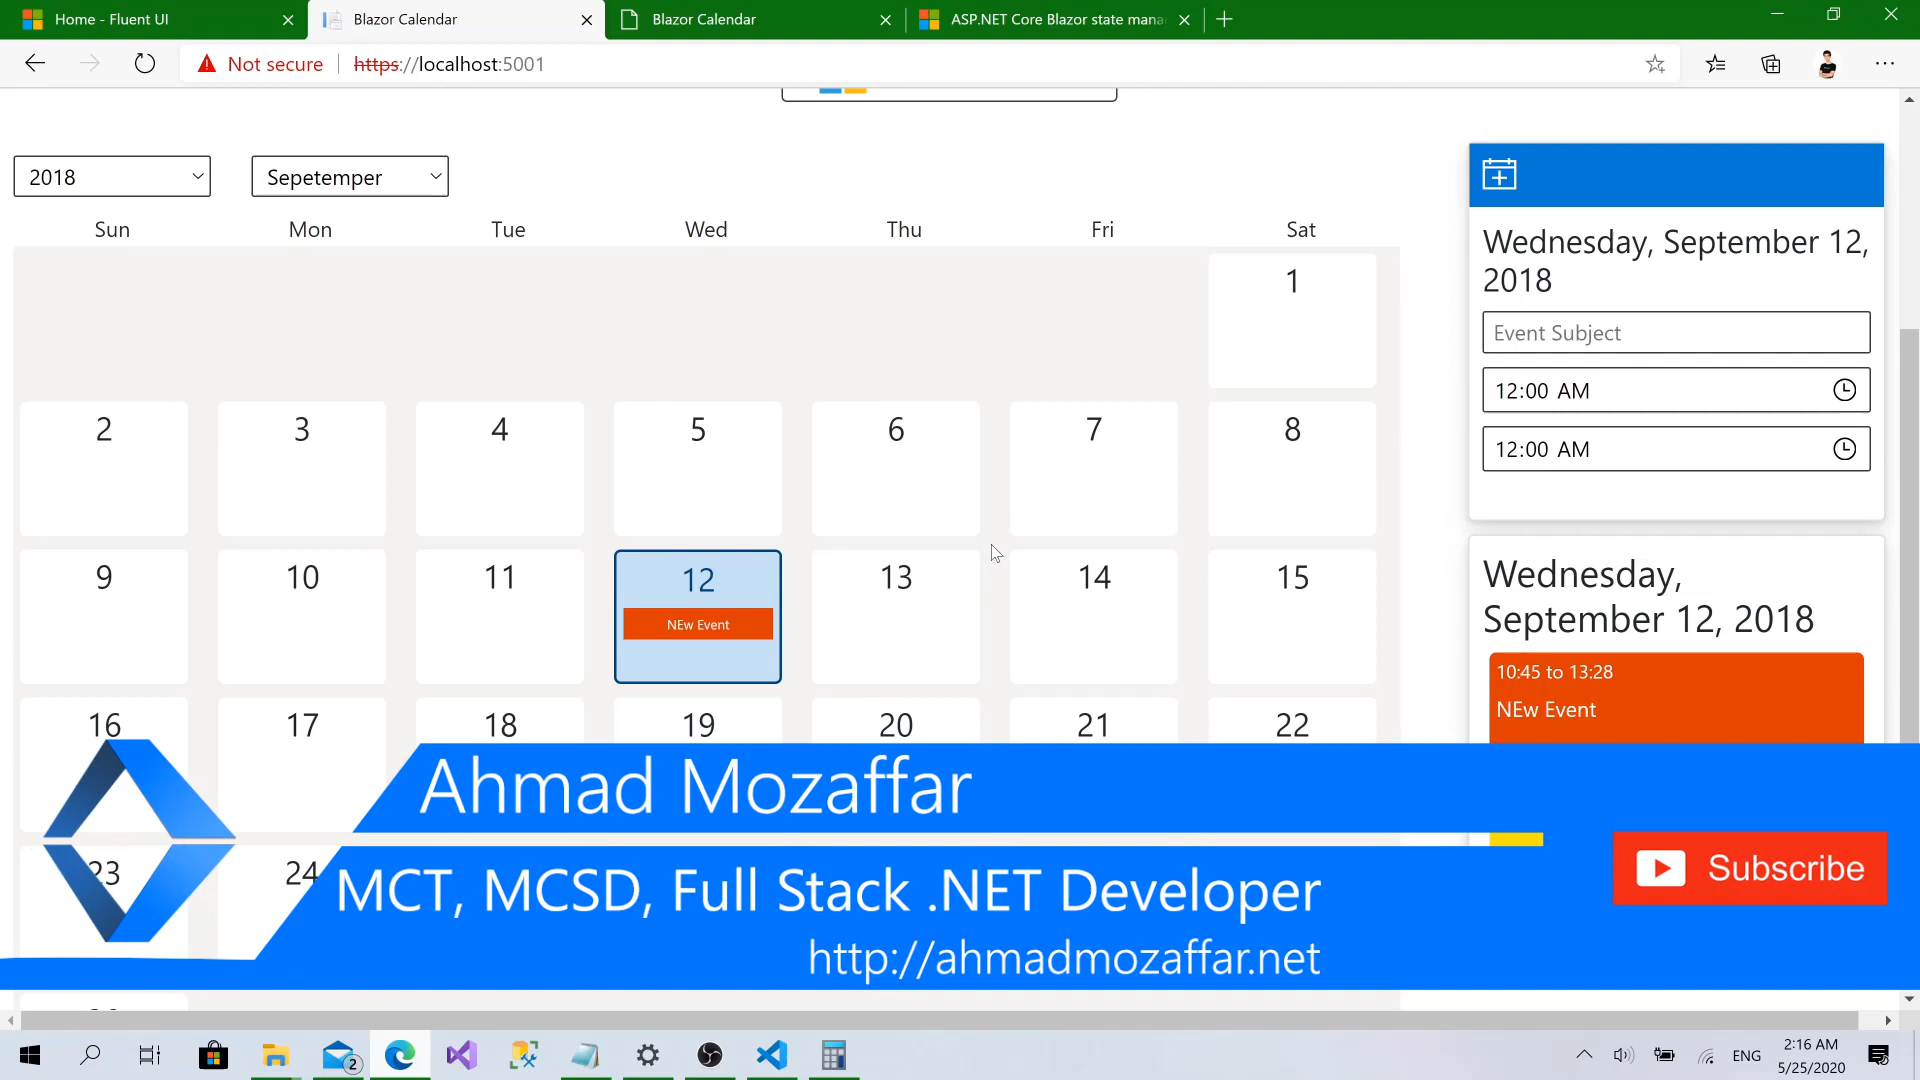 Home - Fluent UI
Blazor Calendar
Blazor Calendar
ASP.NET Core Blazor state mana
Not secure
https://localhost:5001
2018
Sepetemper
Sun Mon Tue Wed Thu Fri Sat
1
2 3 4 5 6 7 8
9 10 11 12 13 14 15
NEw Event
16 17 18 19 20 21 22
23 24
Wednesday, September 12,
2018
Event Subject
12:00 AM
12:00 AM
Wednesday,
September 12, 2018
10:45 to 13:28
NEw Event
Ahmad Mozaffar
MCT, MCSD, Full Stack .NET Developer
http://ahmadmozaffar.net
Subscribe
2
ENG
2:16 AM
5/25/2020